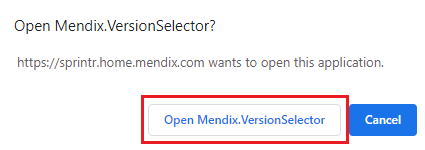 Open Mendix.VersionSelector?
https://sprintr.home.mendix.com wants to open this application.
Open Mendix.VersionSelector Cancel